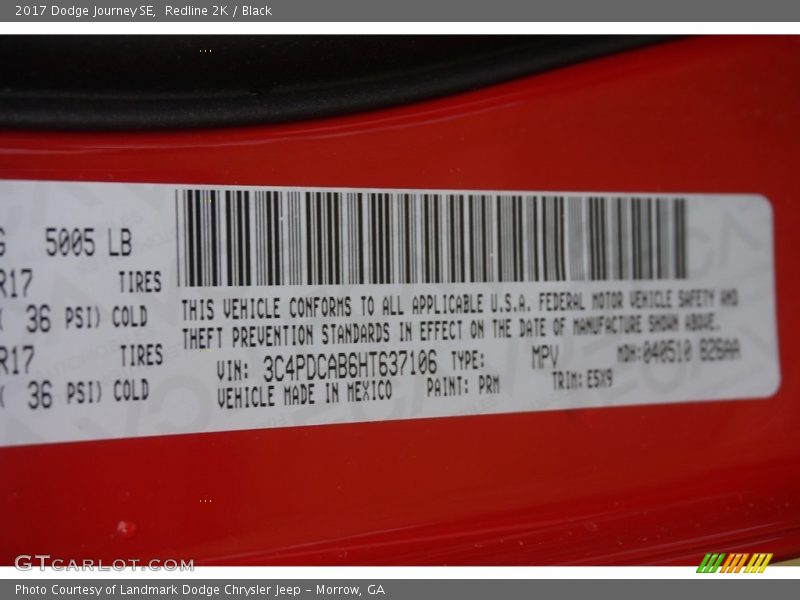 2017 Dodge Journey SE, Redline 2K / Black
5005 LB
R17 TIRES
36 PSI) COLD
R17 TIRES
36 PSI) COLD
THIS VEHICLE CONFORMS TO ALL APPLICABLE U.S.A. FEDERAL MOTOR VEHICLE SAFETY AND
THEFT PREVENTION STANDARDS IN EFFECT ON THE DATE OF MANUFACTURE SHOWN ABOVE.
VIN: 3C4PDCAB6HT637106 TYPE: MPV MDH:040510 B26AA
VEHICLE MADE IN MEXICO PAINT: PRM TRIM: E5X9
GTCARLOT.COM
Photo Courtesy of Landmark Dodge Chrysler Jeep – Morrow, GA